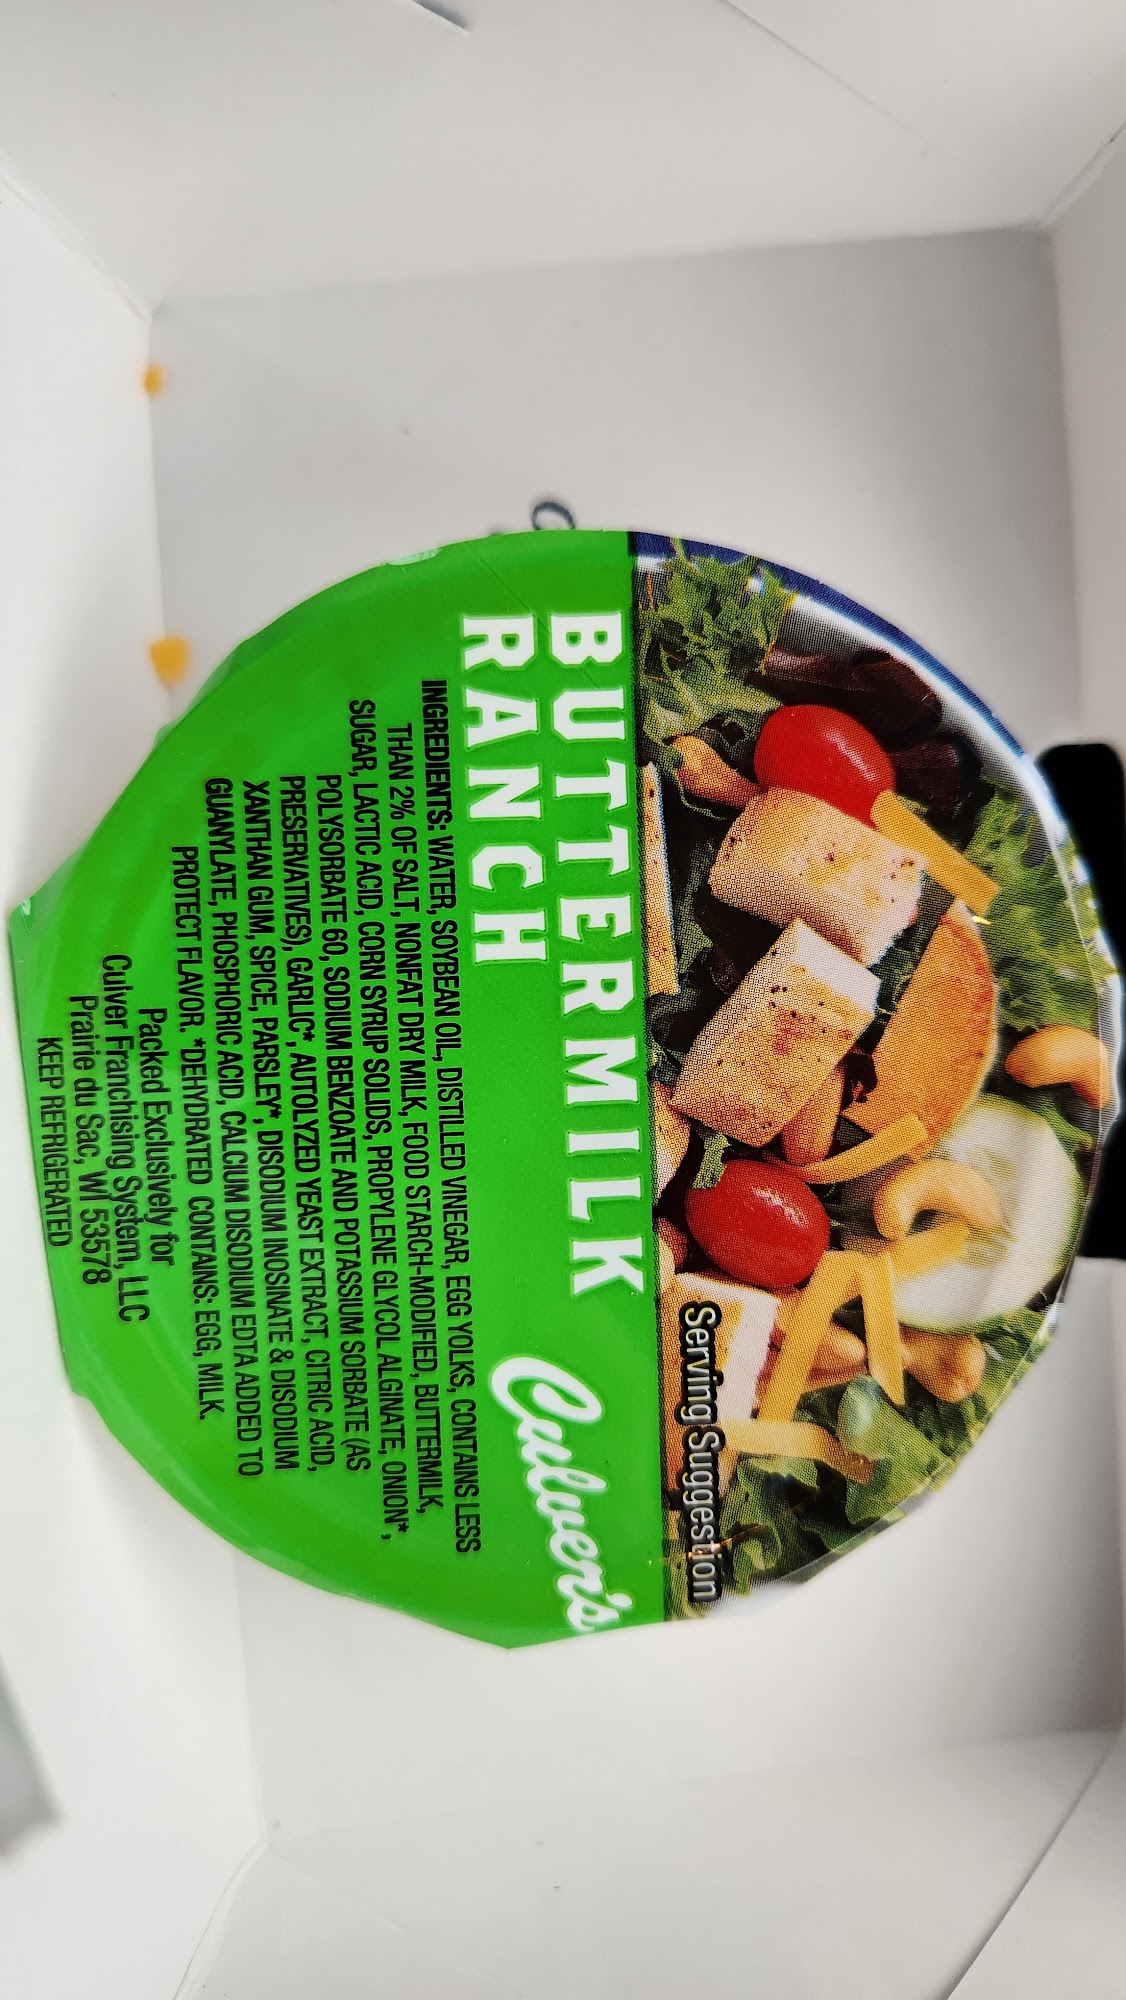 Serving Suggestion
BUTTERMILK
RANCH
Culver's
INGREDIENTS: WATER, SOYBEAN OIL, DISTILLED VINEGAR, EGG YOLKS, CONTAINS LESS
THAN 2% OF SALT, NONFAT DRY MILK, FOOD STARCH-MODIFIED, BUTTERMILK,
SUGAR, LACTIC ACID, CORN SYRUP SOLIDS, PROPYLENE GLYCOL ALGINATE, ONION*,
POLYSORBATE 60, SODIUM BENZOATE AND POTASSIUM SORBATE (AS
PRESERVATIVES), GARLIC*, AUTOLYZED YEAST EXTRACT, CITRIC ACID,
XANTHAN GUM, SPICE, PARSLEY*, DISODIUM INOSINATE & DISODIUM
GUANYLATE, PHOSPHORIC ACID, CALCIUM DISODIUM EDTA ADDED TO
PROTECT FLAVOR. *DEHYDRATED CONTAINS: EGG, MILK.
Packed Exclusively for
Culver Franchising System, LLC
Prairie du Sac, WI 53578
KEEP REFRIGERATED